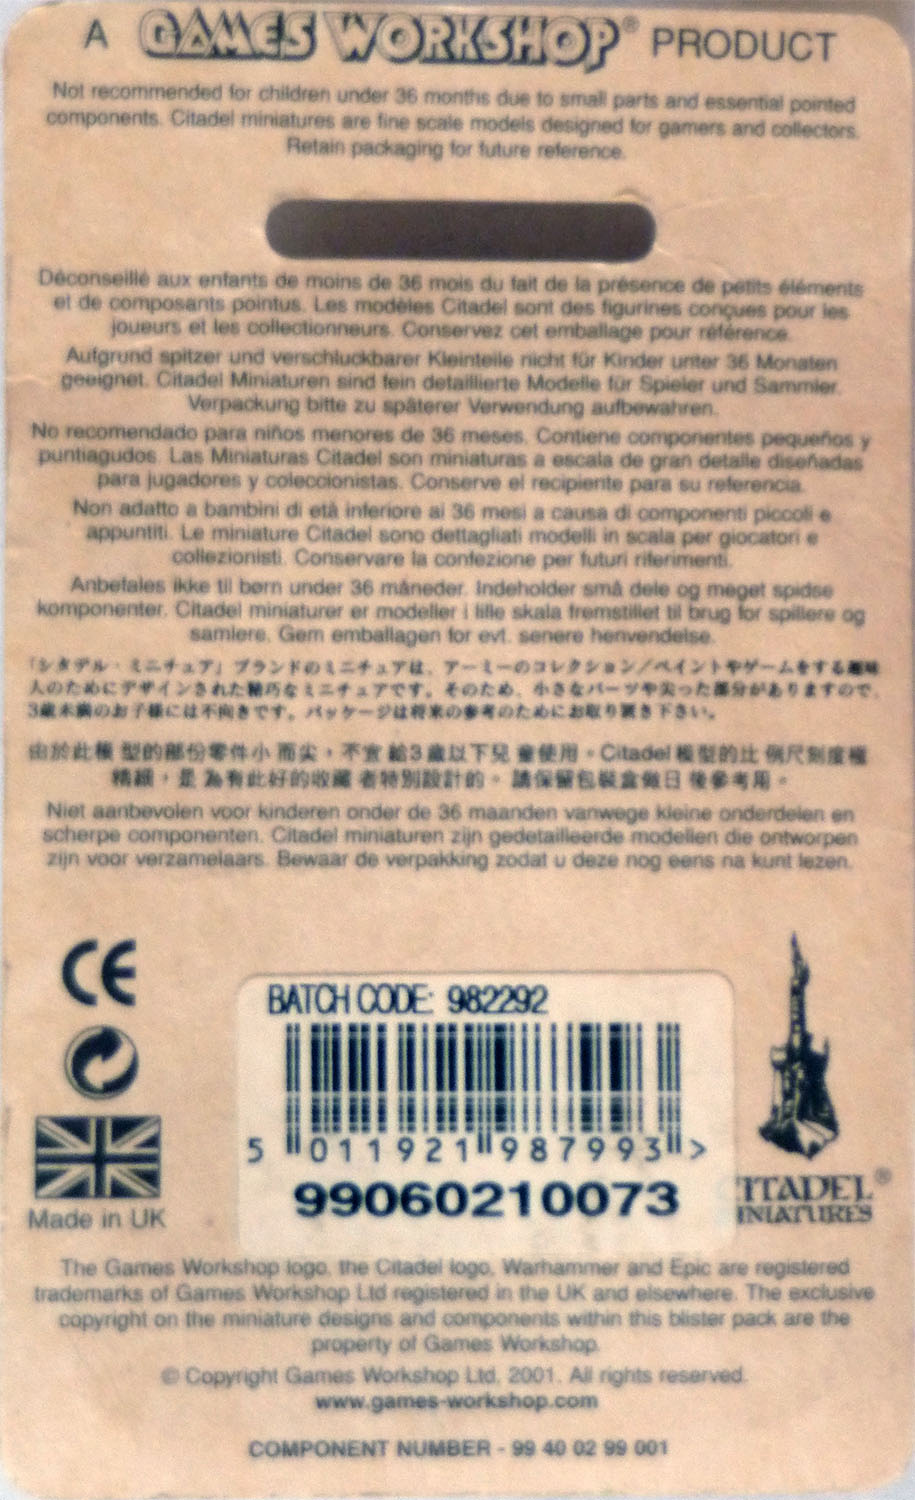 A GAMES WORKSHOP® PRODUCT
Not recommended for children under 36 months due to small parts and essential pointed
components. Citadel miniatures are fine scale models designed for gamers and collectors.
Retain packaging for future reference.
Déconseillé aux enfants de moins de 36 mois du fait de la présence de petits éléments
et de composants pointus. Les modèles Citadel sont des figurines conçues pour les
joueurs et les collectionneurs. Conservez cet emballage pour référence.
Aufgrund spitzer und verschluckbarer Kleinteile nicht für Kinder unter 36 Monaten
geeignet. Citadel Miniaturen sind fein detaillierte Modelle für Spieler und Sammler.
Verpackung bitte zu späterer Verwendung aufbewahren.
No recomendado para niños menores de 36 meses. Contiene componentes pequeños y
puntiagudos. Las Miniaturas Citadel son miniaturas a escala de gran detalle diseñadas
para jugadores y coleccionistas. Conserve el recipiente para su referencia.
Non adatto a bambini di età inferiore ai 36 mesi a causa di componenti piccoli e
appuntiti. Le miniature Citadel sono dettagliati modelli in scala per giocatori e
collezionisti. Conservare la confezione per futuri riferimenti.
Anbefales ikke til børn under 36 måneder. Indeholder små dele og meget spidse
komponenter. Citadel miniaturer er modeller i lille skala fremstillet til brug for spillere og
samlere. Gem emballagen for evt. senere henvendelse.
「シタデル・ミニチュア」ブランドのミニチュアは、アーミーのコレクション／ペイントやゲームをする趣味
人のためにデザインされた精巧なミニチュアです。そのため、小さなパーツや尖った部分がありますので、
3歳未満のお子様には不向きです。パッケージは将来の参考のためにお取り置き下さい。
由於此模 型的部份零件小 而尖，不宜 給3歲以下兒 童使用。Citadel模型的比 例尺刻度極
精細，是 為有此好的收藏 者特別設計的。 請保留包裝盒做日 後參考用。
Niet aanbevolen voor kinderen onder de 36 maanden vanwege kleine onderdelen en
scherpe componenten. Citadel miniaturen zijn gedetailleerde modellen die ontworpen
zijn voor verzamelaars. Bewaar de verpakking zodat u deze nog eens na kunt lezen.
CE
BATCH CODE: 982292
5 011921 987993 >
99060210073
Made in UK
CITADEL®
MINIATURES
The Games Workshop logo, the Citadel logo, Warhammer and Epic are registered
trademarks of Games Workshop Ltd registered in the UK and elsewhere. The exclusive
copyright on the miniature designs and components within this blister pack are the
property of Games Workshop.
© Copyright Games Workshop Ltd, 2001. All rights reserved.
www.games-workshop.com
COMPONENT NUMBER - 99 40 02 99 001